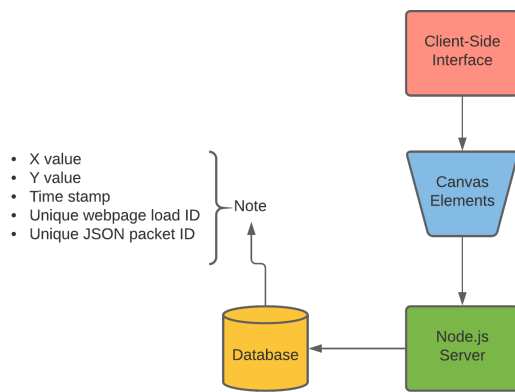 Client-Side
Interface
Canvas
Elements
Node.js
Server
Database
Note
• X value
• Y value
• Time stamp
• Unique webpage load ID
• Unique JSON packet ID